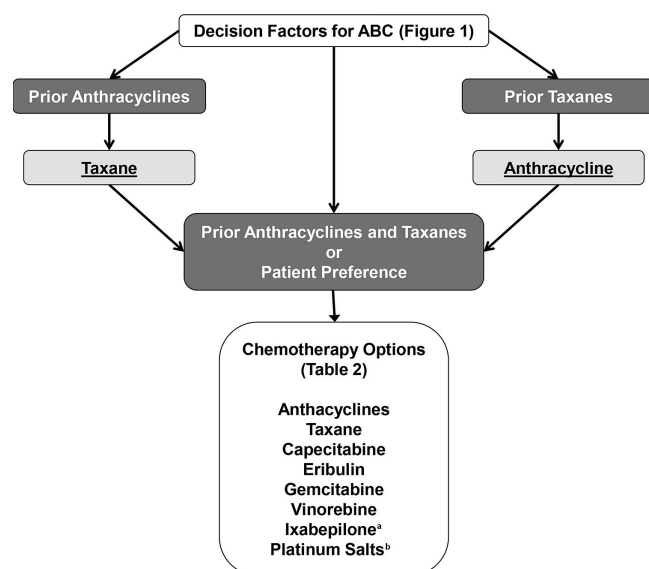 Decision Factors for ABC (Figure 1)
Prior Anthracyclines
Prior Taxanes
Taxane
Anthracycline
Prior Anthracyclines and Taxanes
or
Patient Preference
Chemotherapy Options
(Table 2)
Anthacyclines
Taxane
Capecitabine
Eribulin
Gemcitabine
Vinorebine
Ixabepiloneᵃ
Platinum Saltsᵇ